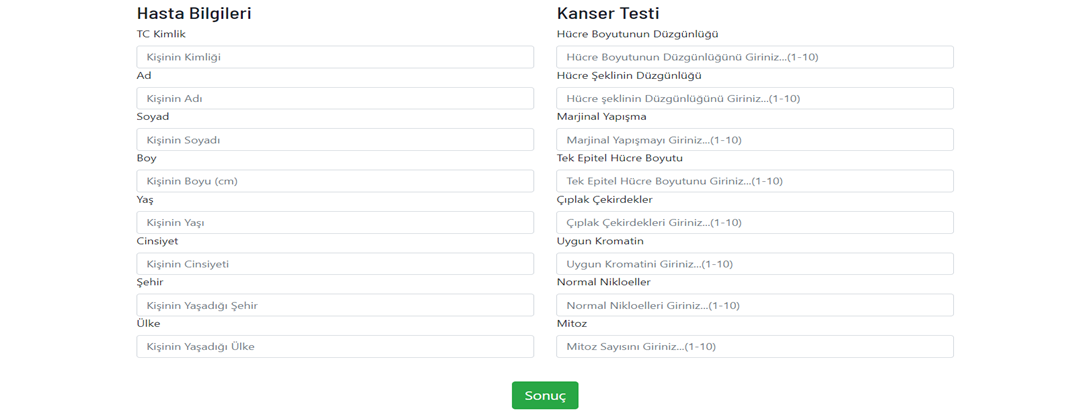 Hasta Bilgileri
TC Kimlik
Kişinin Kimliği
Ad
Kişinin Adı
Soyad
Kişinin Soyadı
Boy
Kişinin Boyu (cm)
Yaş
Kişinin Yaşı
Cinsiyet
Kişinin Cinsiyeti
Şehir
Kişinin Yaşadığı Şehir
Ülke
Kişinin Yaşadığı Ülke
Kanser Testi
Hücre Boyutunun Düzgünlüğü
Hücre Boyutunun Düzgünlüğünü Giriniz...(1-10)
Hücre Şeklinin Düzgünlüğü
Hücre şeklinin Düzgünlüğünü Giriniz...(1-10)
Marjinal Yapışma
Marjinal Yapışmayı Giriniz...(1-10)
Tek Epitel Hücre Boyutu
Tek Epitel Hücre Boyutunu Giriniz...(1-10)
Çıplak Çekirdekler
Çıplak Çekirdekleri Giriniz...(1-10)
Uygun Kromatin
Uygun Kromatini Giriniz...(1-10)
Normal Nikloeller
Normal Nikloelleri Giriniz...(1-10)
Mitoz
Mitoz Sayısını Giriniz...(1-10)
Sonuç